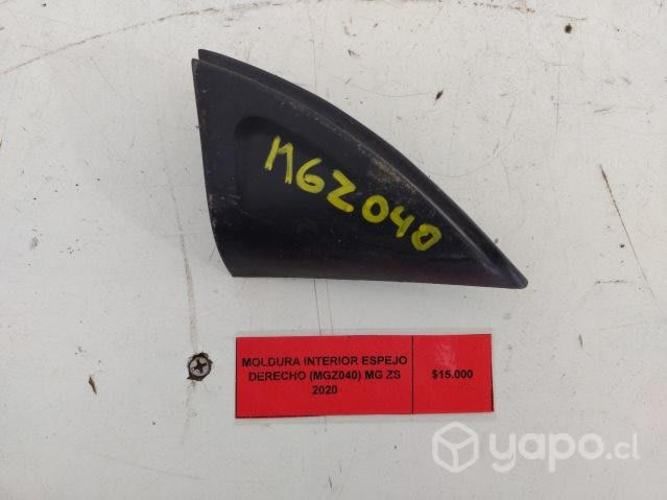 MGZ040
MOLDURA INTERIOR ESPEJO
DERECHO (MGZ040) MG ZS
2020
$15.000
yapo.cl